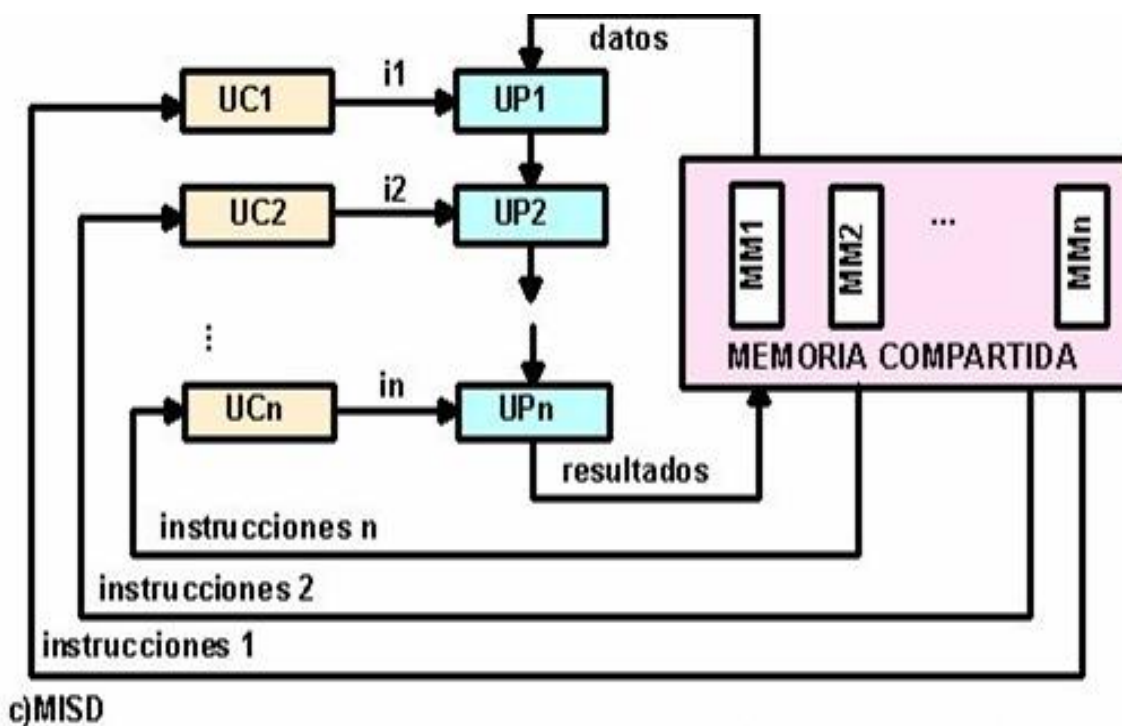 datos
i1
UC1
UP1
i2
UC2
UP2
MM1
MM2
...
MMn
MEMORIA COMPARTIDA
...
in
UCn
UPn
resultados
instrucciones n
instrucciones 2
instrucciones 1
c)MISD